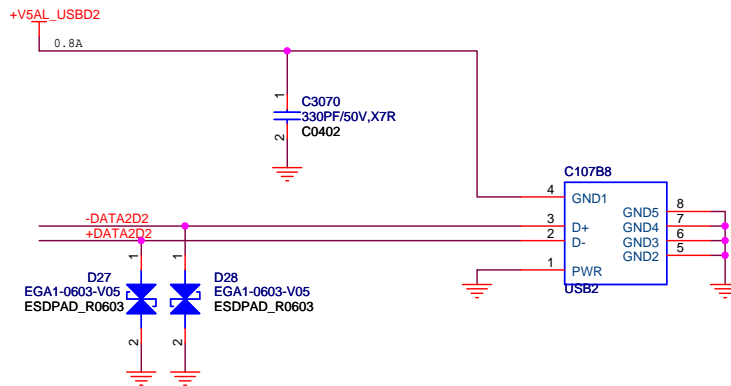 +V5AL_USBD2
0.8A
1
C3070
330PF/50V,X7R
2
C0402
C107B8
4
GND1
8
GND5
-DATA2D2
3
D+
7
GND4
+DATA2D2
2
D-
6
GND3
5
GND2
1
PWR
USB2
1
1
D27
D28
EGA1-0603-V05
EGA1-0603-V05
ESDPAD_R0603
ESDPAD_R0603
2
2